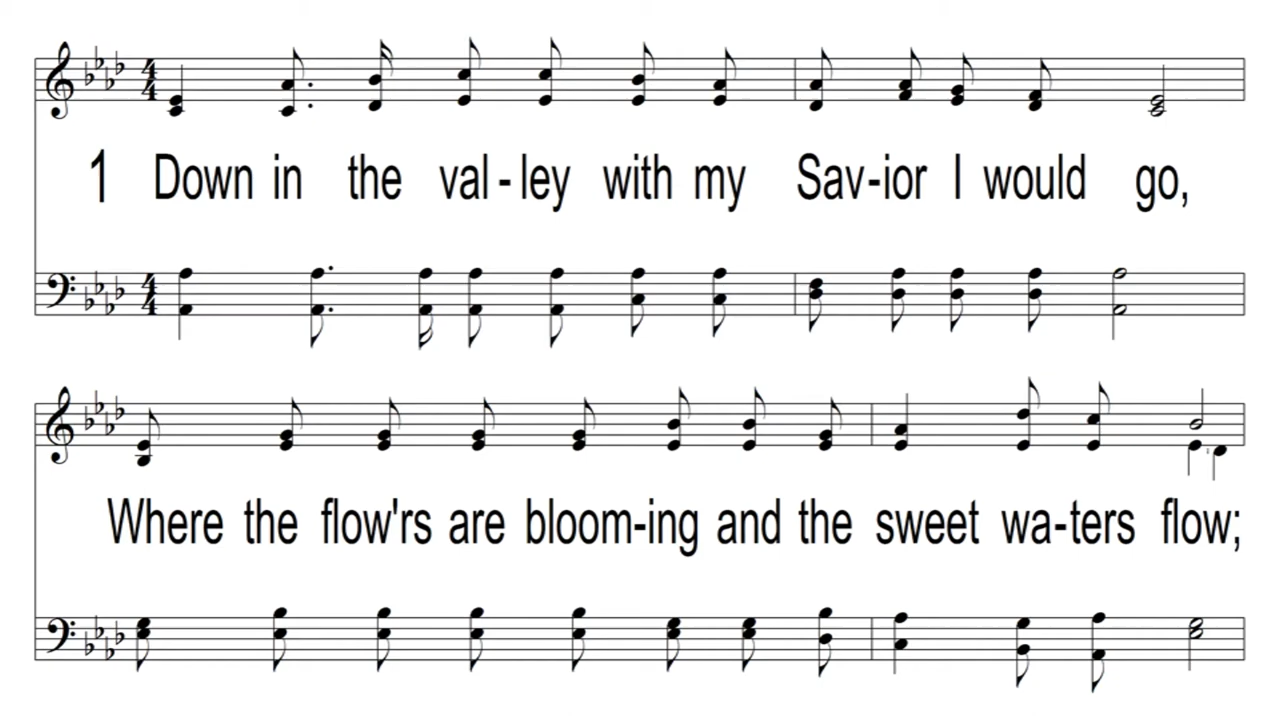 1 Down in the val-ley with my Sav-ior I would go,
Where the flow'rs are bloom-ing and the sweet wa-ters flow;